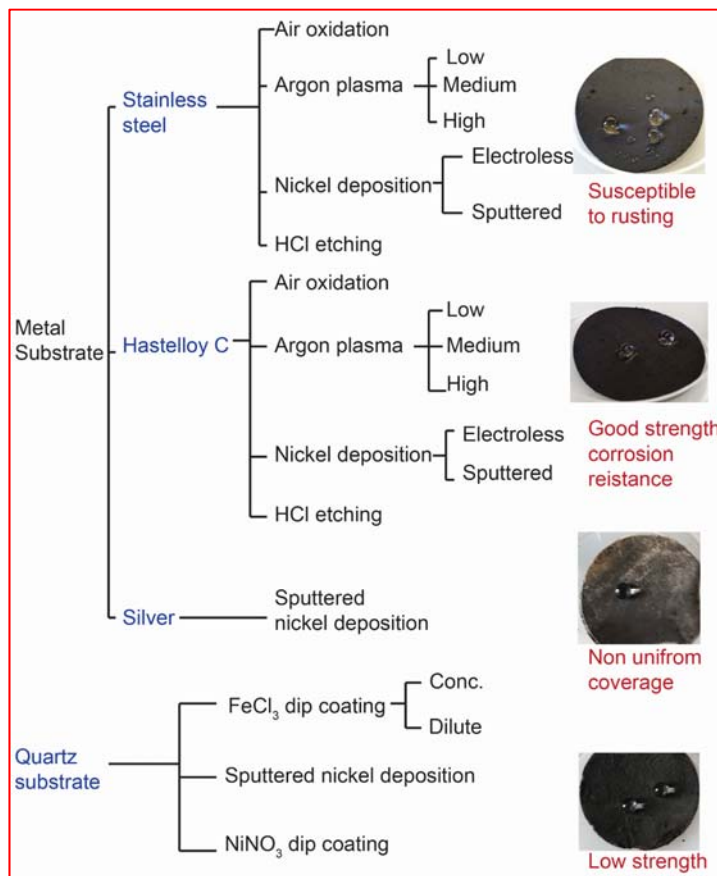 Air oxidation
Argon plasma
Low
Medium
High
Stainless
steel
Nickel deposition
Electroless
Sputtered
HCl etching
Susceptible
to rusting
Metal
Substrate
Air oxidation
Hastelloy C
Argon plasma
Low
Medium
High
Nickel deposition
Electroless
Sputtered
HCl etching
Good strength
corrosion
reistance
Silver
Sputtered
nickel deposition
Non unifrom
coverage
Quartz
substrate
FeCl₃ dip coating
Conc.
Dilute
Sputtered nickel deposition
NiNO₃ dip coating
Low strength